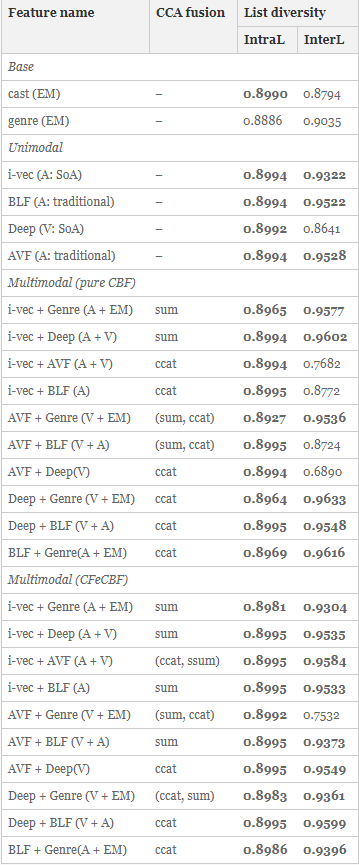 Feature name CCA fusion List diversity
IntraL InterL
Base
cast (EM) – 0.8990 0.8794
genre (EM) – 0.8886 0.9035
Unimodal
i-vec (A: SoA) – 0.8994 0.9322
BLF (A: traditional) – 0.8994 0.9522
Deep (V: SoA) – 0.8992 0.8641
AVF (A: traditional) – 0.8994 0.9528
Multimodal (pure CBF)
i-vec + Genre (A + EM) sum 0.8965 0.9577
i-vec + Deep (A + V) sum 0.8994 0.9602
i-vec + AVF (A + V) ccat 0.8994 0.7682
i-vec + BLF (A) ccat 0.8995 0.8772
AVF + Genre (V + EM) (sum, ccat) 0.8927 0.9536
AVF + BLF (V + A) (sum, ccat) 0.8995 0.8724
AVF + Deep(V) ccat 0.8994 0.6890
Deep + Genre (V + EM) ccat 0.8964 0.9633
Deep + BLF (V + A) ccat 0.8995 0.9548
BLF + Genre(A + EM) ccat 0.8969 0.9616
Multimodal (CFeCBF)
i-vec + Genre (A + EM) sum 0.8981 0.9304
i-vec + Deep (A + V) sum 0.8995 0.9535
i-vec + AVF (A + V) (ccat, ssum) 0.8995 0.9584
i-vec + BLF (A) sum 0.8995 0.9533
AVF + Genre (V + EM) (sum, ccat) 0.8992 0.7532
AVF + BLF (V + A) sum 0.8995 0.9373
AVF + Deep(V) ccat 0.8995 0.9549
Deep + Genre (V + EM) (ccat, sum) 0.8983 0.9361
Deep + BLF (V + A) ccat 0.8995 0.9599
BLF + Genre(A + EM) ccat 0.8986 0.9396